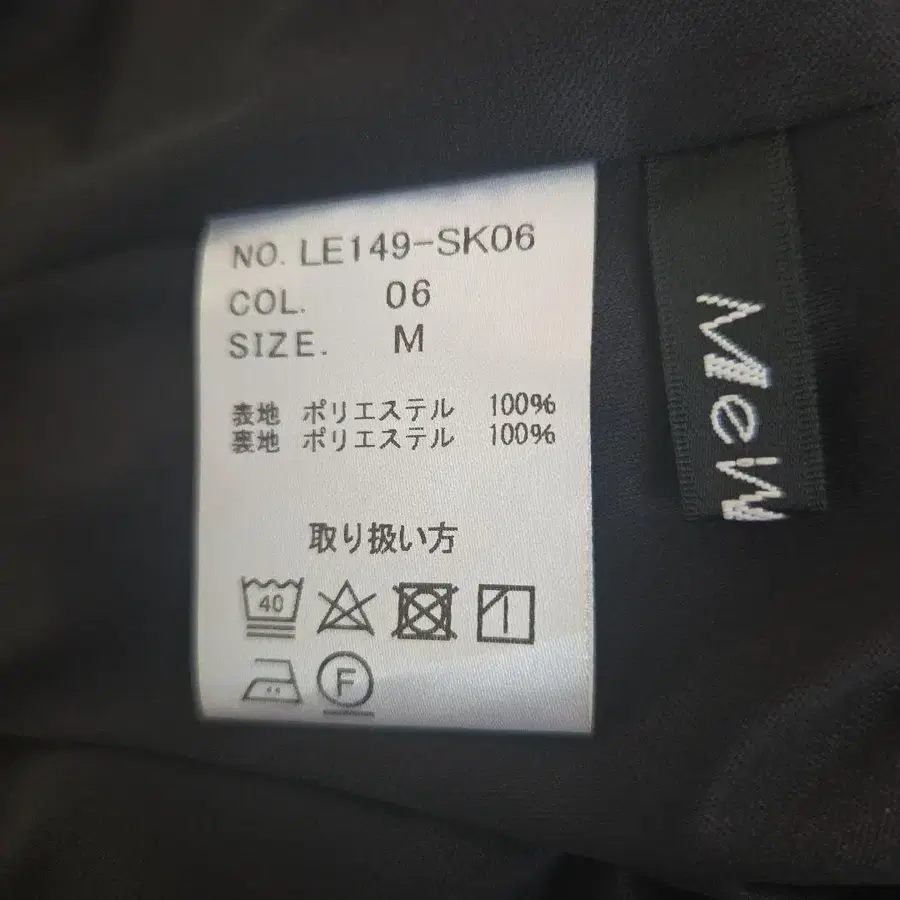 NO. LE149-SK06
COL. 06
SIZE. M
表地 ポリエステル 100%
裏地 ポリエステル 100%
取り扱い方
40
F
MeW